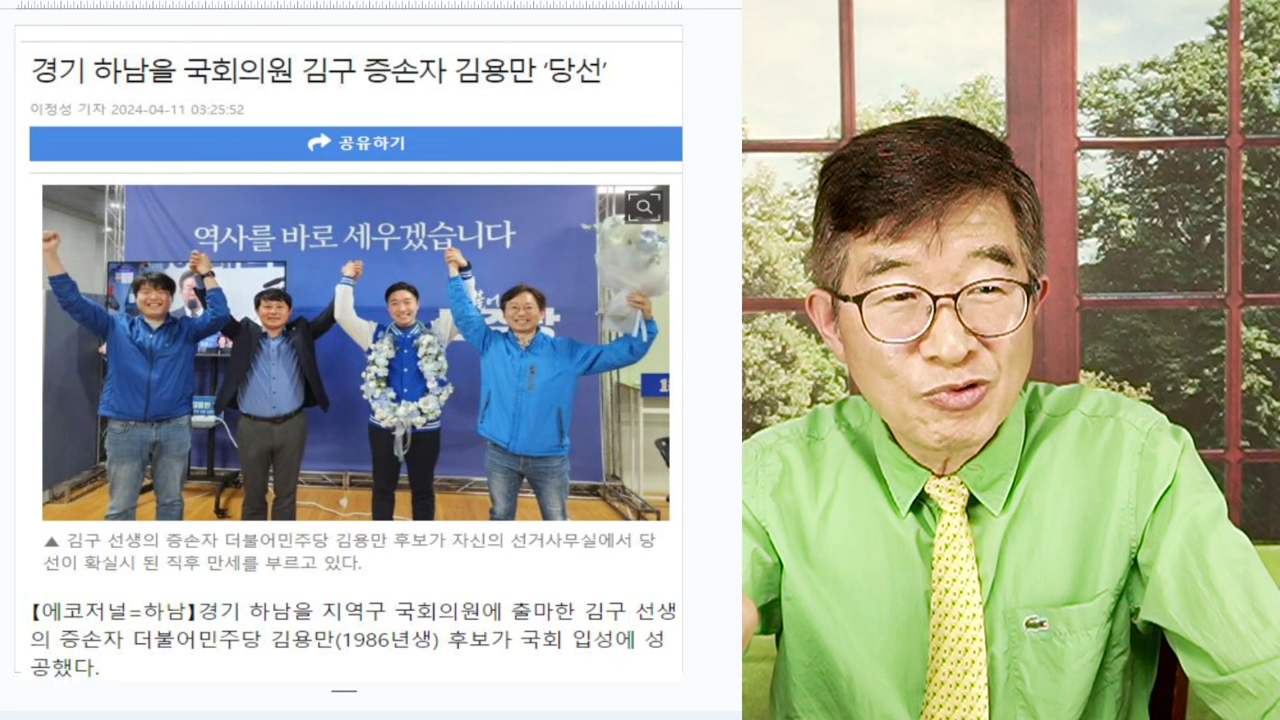 경기 하남을 국회의원 김구 증손자 김용만 ‘당선’
이정성 기자 2024-04-11 03:25:52
공유하기
역사를 바로 세우겠습니다
▲ 김구 선생의 증손자 더불어민주당 김용만 후보가 자신의 선거사무실에서 당
선이 확실시 된 직후 만세를 부르고 있다.
【에코저널=하남】경기 하남을 지역구 국회의원에 출마한 김구 선생
의 증손자 더불어민주당 김용만(1986년생) 후보가 국회 입성에 성
공했다.